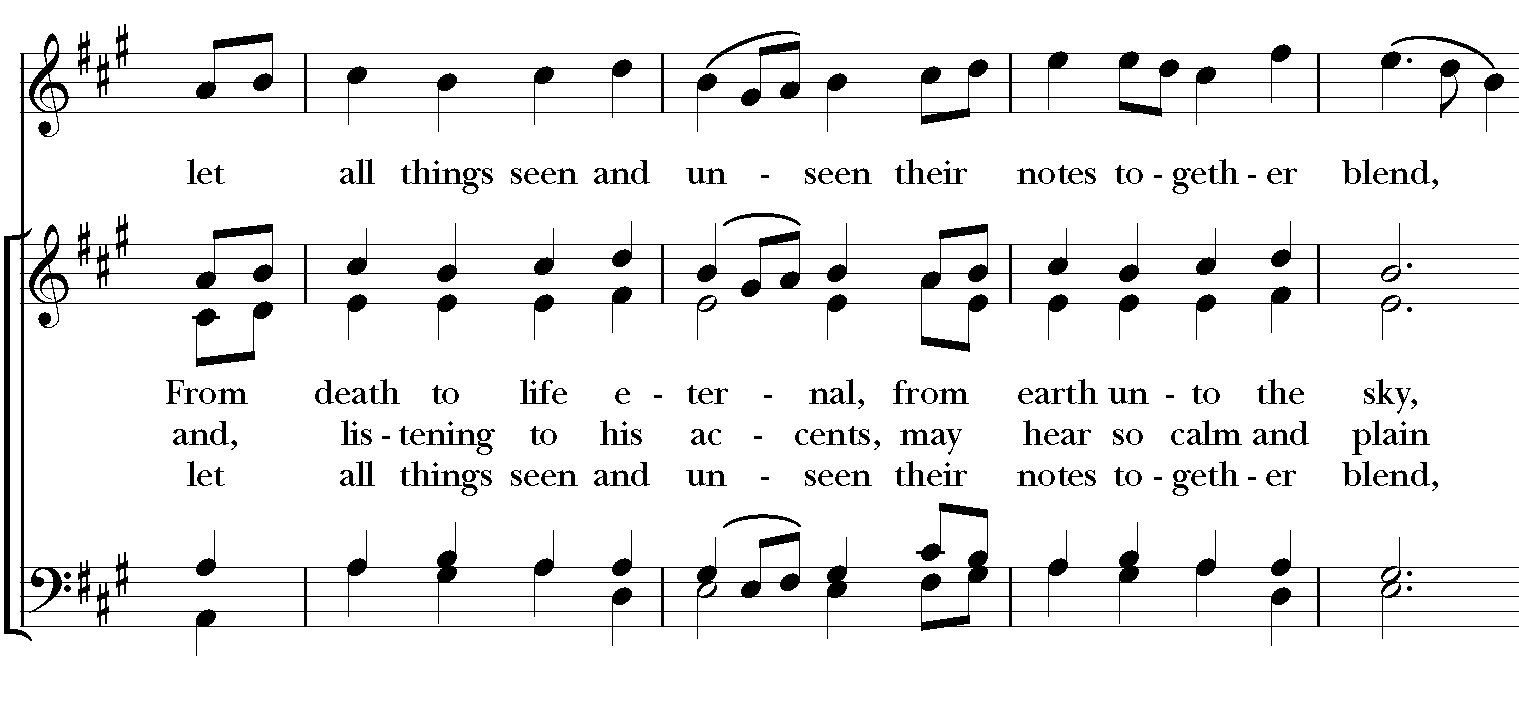 let all things seen and un - seen their notes to - geth - er blend,
From death to life e - ter - nal, from earth un - to the sky,
and, lis - tening to his ac - cents, may hear so calm and plain
let all things seen and un - seen their notes to - geth - er blend,